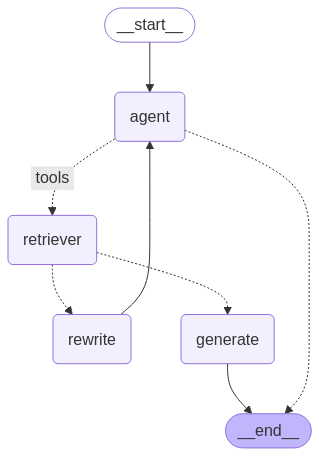 __start__
agent
tools
retriever
rewrite
generate
__end__